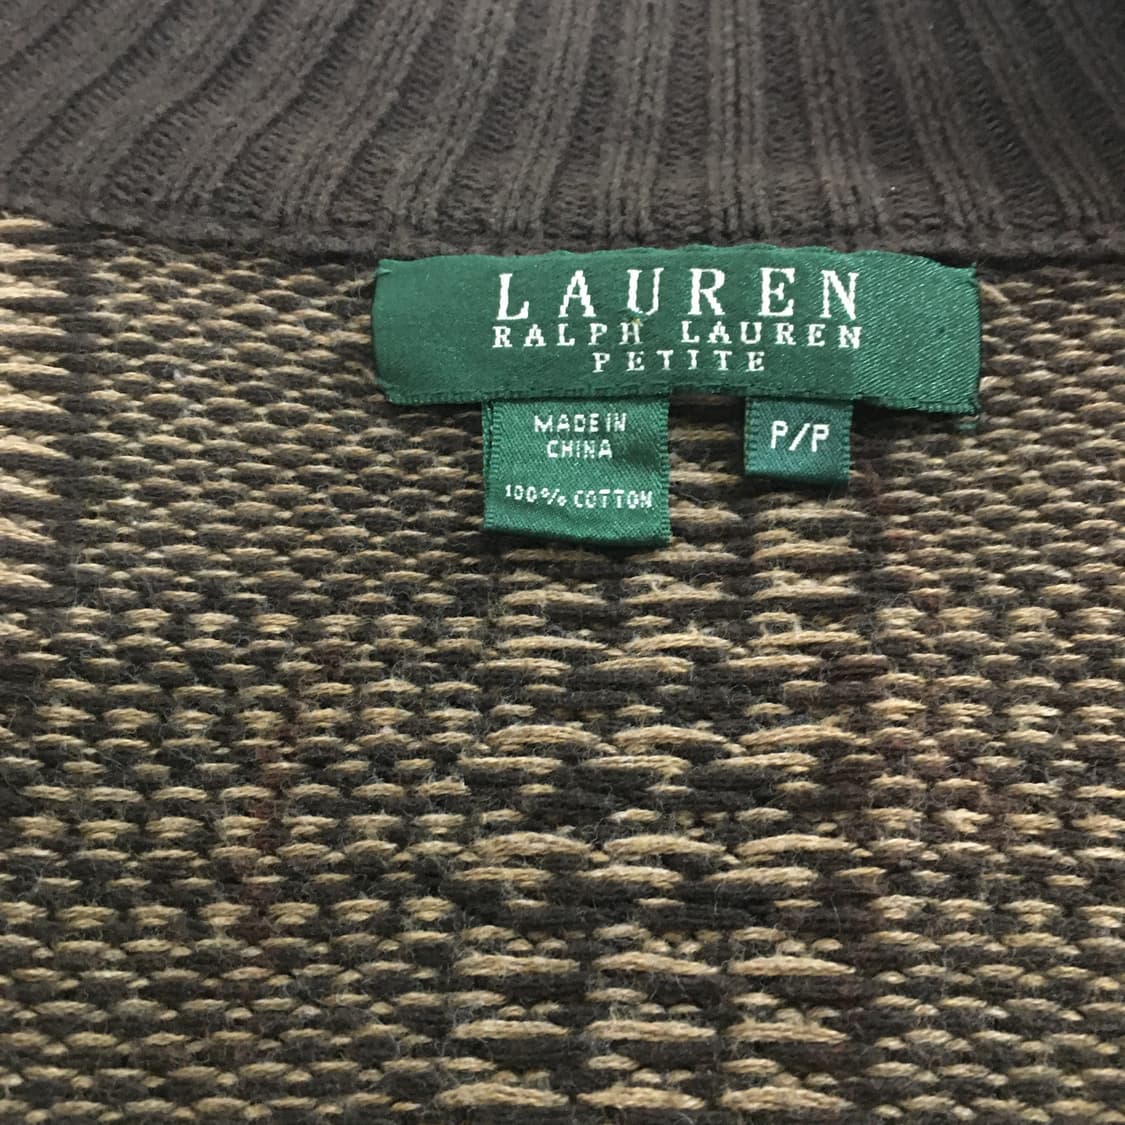 LAUREN
RALPH LAUREN
PETITE
MADE IN
CHINA
100% COTTON
P/P